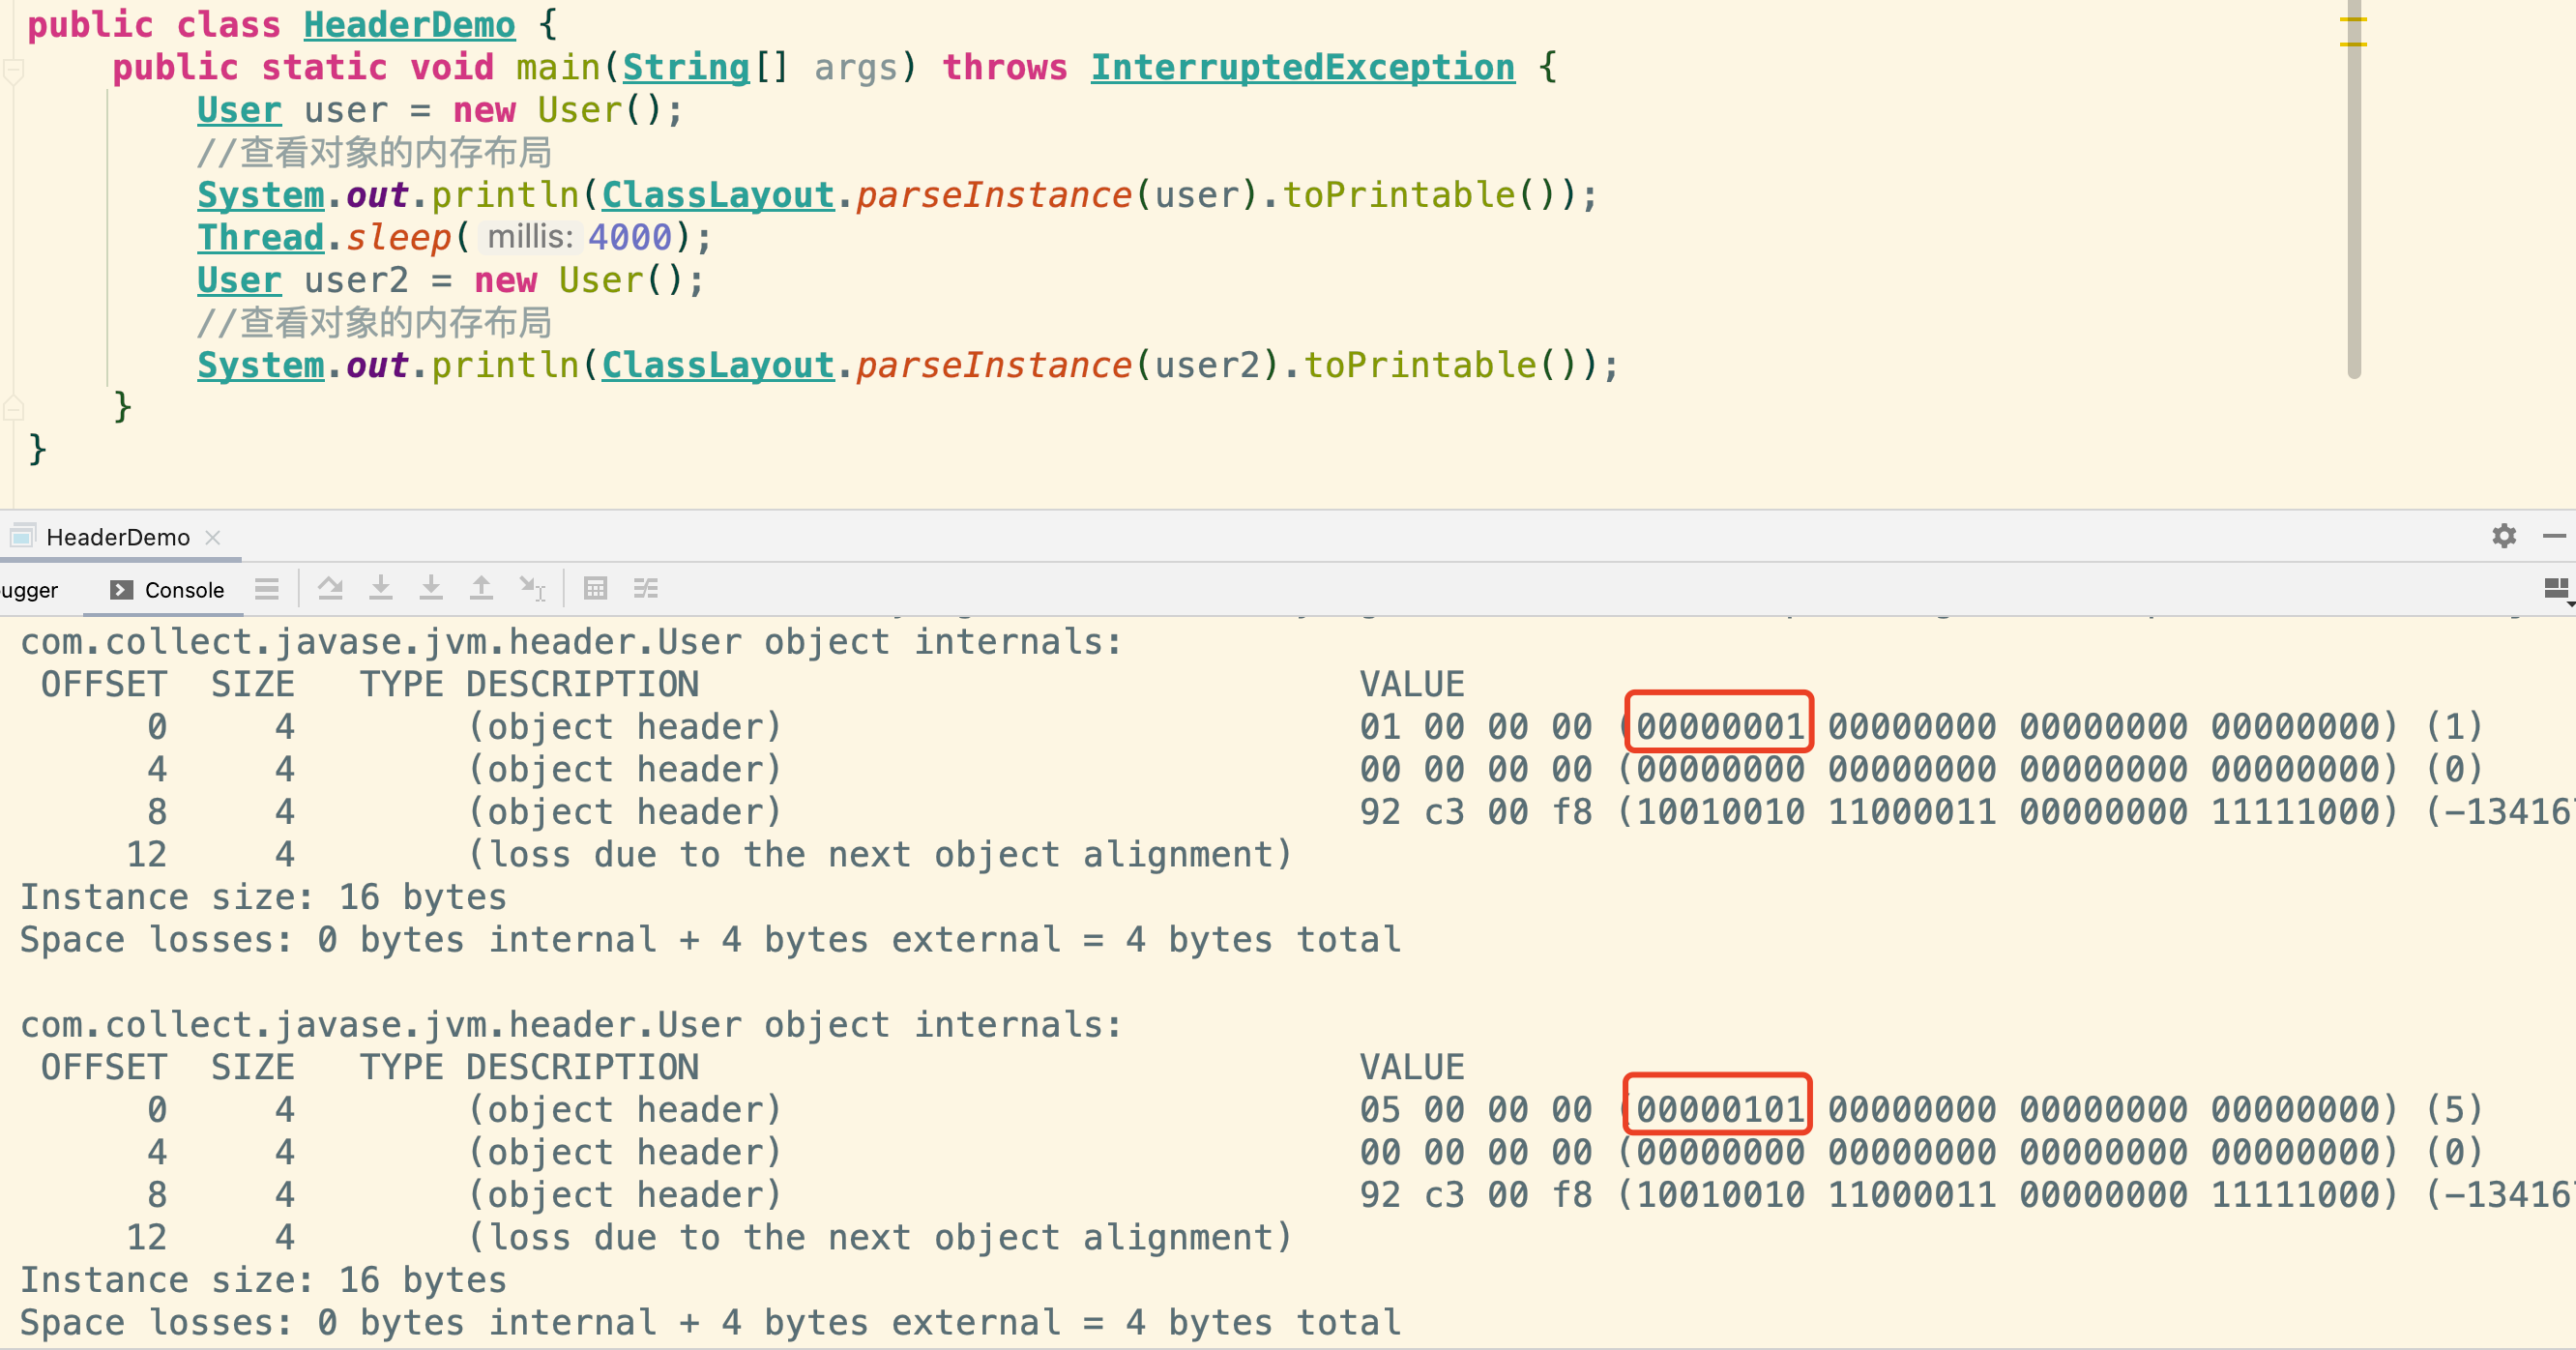 public class HeaderDemo {
public static void main(String[] args) throws InterruptedException {
User user = new User();
//查看对象的内存布局
System.out.println(ClassLayout.parseInstance(user).toPrintable());
Thread.sleep( millis: 4000);
User user2 = new User();
//查看对象的内存布局
System.out.println(ClassLayout.parseInstance(user2).toPrintable());
}
}
HeaderDemo
ugger Console
com.collect.javase.jvm.header.User object internals:
OFFSET SIZE TYPE DESCRIPTION VALUE
0 4 (object header) 01 00 00 00 (00000001 00000000 00000000 00000000) (1)
4 4 (object header) 00 00 00 00 (00000000 00000000 00000000 00000000) (0)
8 4 (object header) 92 c3 00 f8 (10010010 11000011 00000000 11111000) (-13416
12 4 (loss due to the next object alignment)
Instance size: 16 bytes
Space losses: 0 bytes internal + 4 bytes external = 4 bytes total
com.collect.javase.jvm.header.User object internals:
OFFSET SIZE TYPE DESCRIPTION VALUE
0 4 (object header) 05 00 00 00 (00000101 00000000 00000000 00000000) (5)
4 4 (object header) 00 00 00 00 (00000000 00000000 00000000 00000000) (0)
8 4 (object header) 92 c3 00 f8 (10010010 11000011 00000000 11111000) (-13416
12 4 (loss due to the next object alignment)
Instance size: 16 bytes
Space losses: 0 bytes internal + 4 bytes external = 4 bytes total